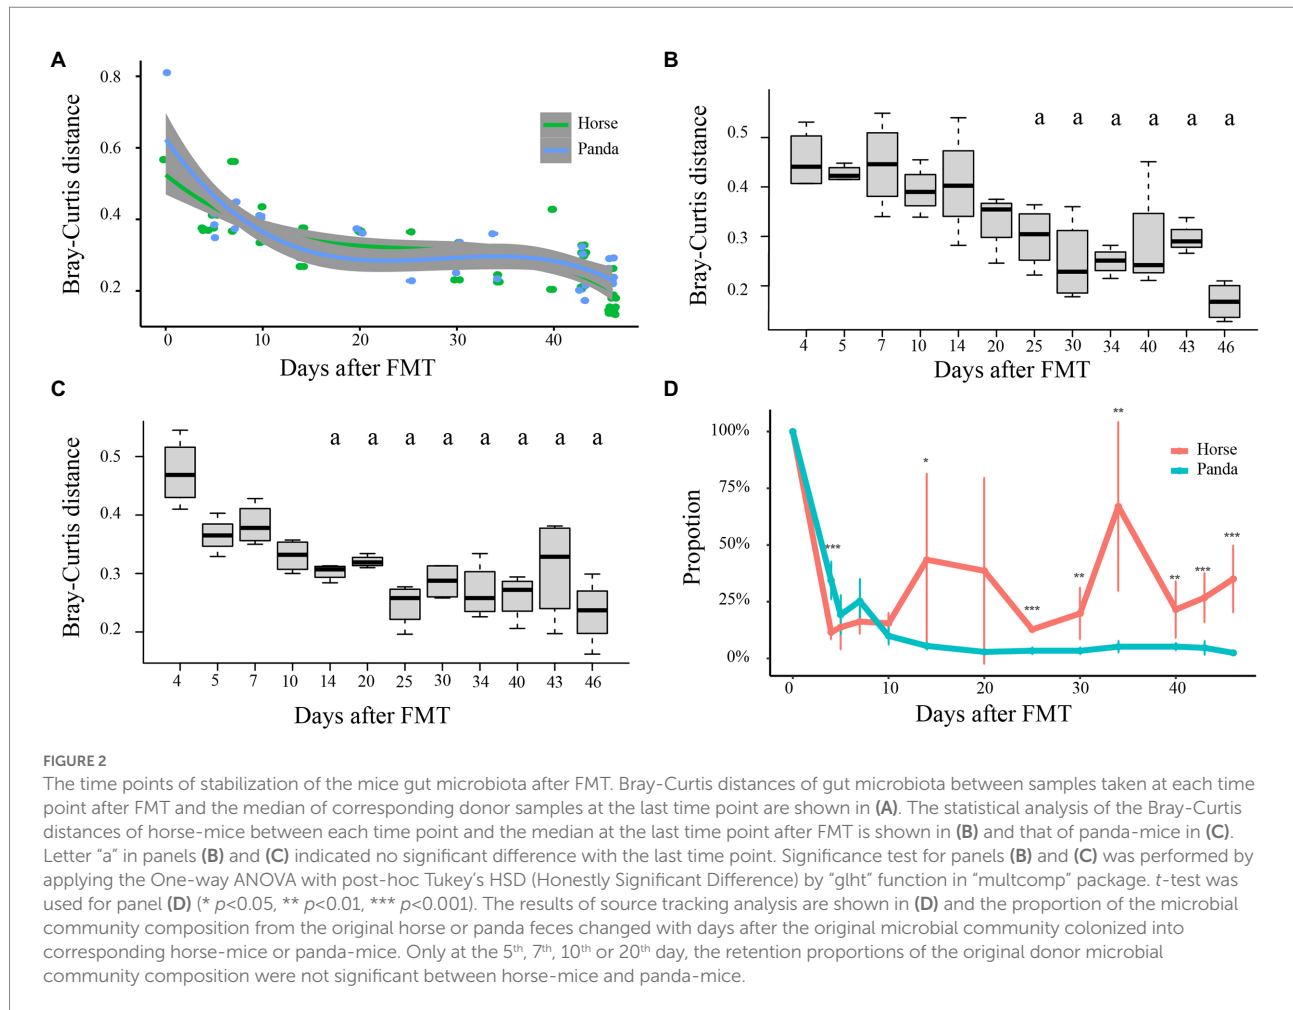 A
Bray-Curtis distance
0.8
0.6
0.4
0.2
Horse
Panda
0 10 20 30 40
Days after FMT
B
Bray-Curtis distance
0.5
0.4
0.3
0.2
a a a a a a
4 5 7 10 14 20 25 30 34 40 43 46
Days after FMT
C
Bray-Curtis distance
0.5
0.4
0.3
0.2
a a a a a a a a
4 5 7 10 14 20 25 30 34 40 43 46
Days after FMT
D
Propotion
100%
75%
50%
25%
0%
*** * *** ** ** ** *** ***
Horse
Panda
0 10 20 30 40
Days after FMT
FIGURE 2
The time points of stabilization of the mice gut microbiota after FMT. Bray-Curtis distances of gut microbiota between samples taken at each time
point after FMT and the median of corresponding donor samples at the last time point are shown in (A). The statistical analysis of the Bray-Curtis
distances of horse-mice between each time point and the median at the last time point after FMT is shown in (B) and that of panda-mice in (C).
Letter “a” in panels (B) and (C) indicated no significant difference with the last time point. Significance test for panels (B) and (C) was performed by
applying the One-way ANOVA with post-hoc Tukey’s HSD (Honestly Significant Difference) by “glht” function in “multcomp” package. t-test was
used for panel (D) (* p<0.05, ** p<0.01, *** p<0.001). The results of source tracking analysis are shown in (D) and the proportion of the microbial
community composition from the original horse or panda feces changed with days after the original microbial community colonized into
corresponding horse-mice or panda-mice. Only at the 5th, 7th, 10th or 20th day, the retention proportions of the original donor microbial
community composition were not significant between horse-mice and panda-mice.